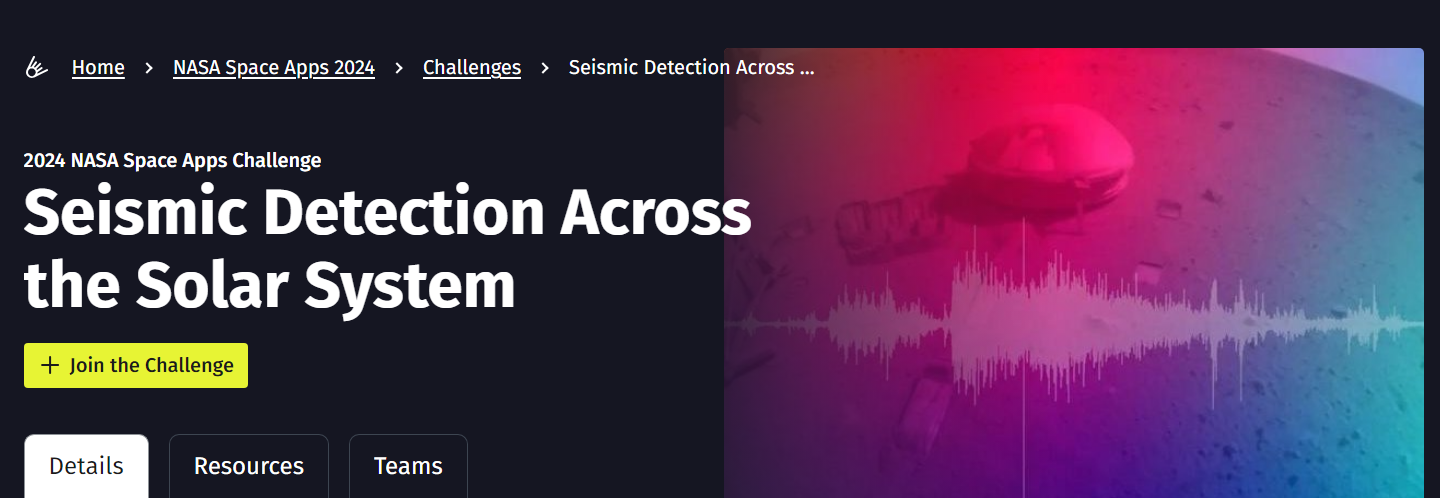 Home > NASA Space Apps 2024 > Challenges > Seismic Detection Across ...
2024 NASA Space Apps Challenge
Seismic Detection Across
the Solar System
+ Join the Challenge
Details Resources Teams